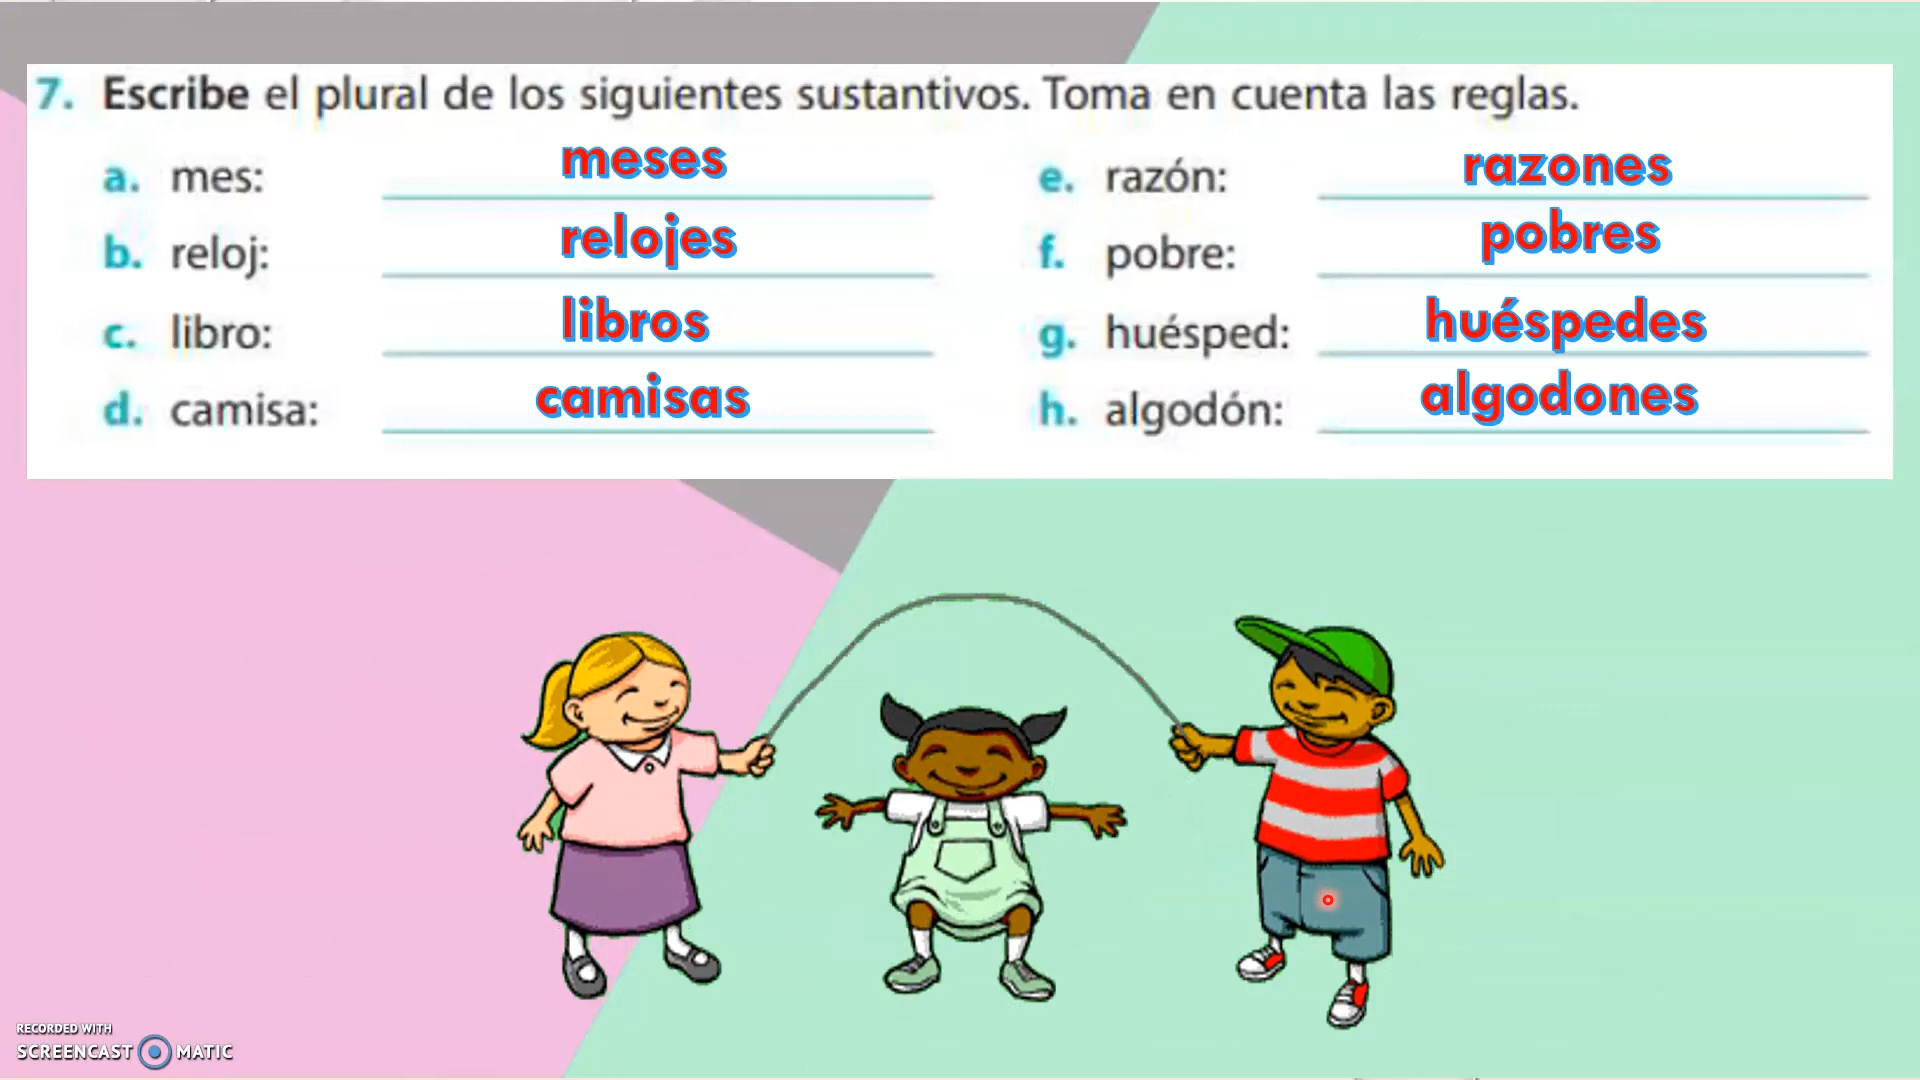 7. Escribe el plural de los siguientes sustantivos. Toma en cuenta las reglas.
a. mes: meses
b. reloj: relojes
c. libro: libros
d. camisa: camisas
e. razón: razones
f. pobre: pobres
g. huésped: huéspedes
h. algodón: algodones
RECORDED WITH
SCREENCAST MATIC